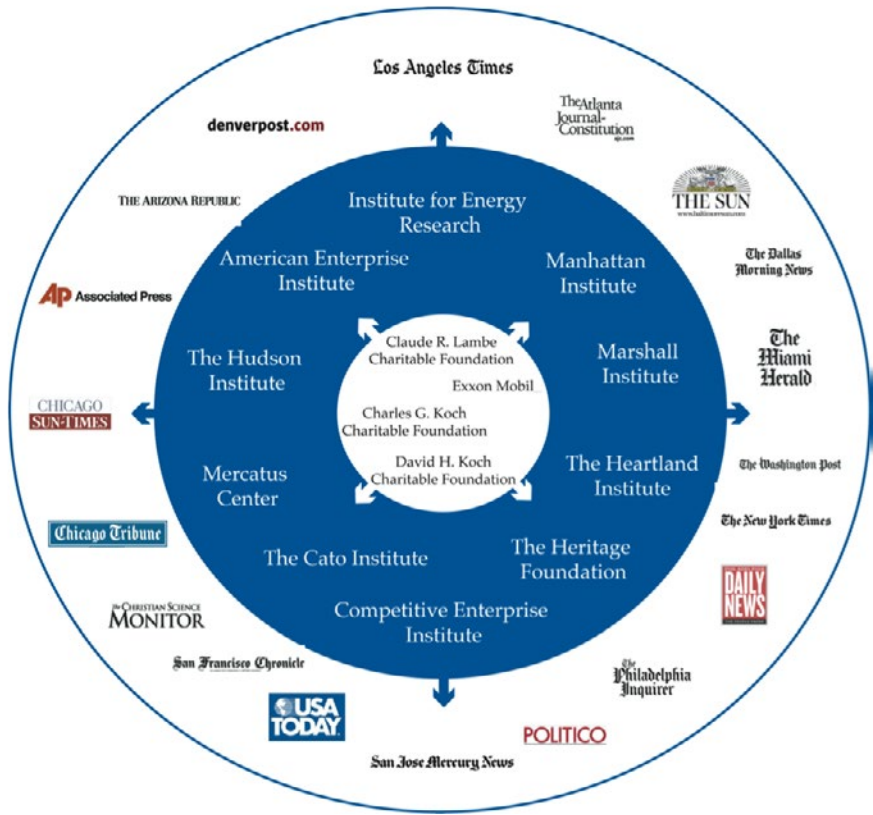 Los Angeles Times
denverpost.com
The Atlanta
Journal-
Constitution
ajc.com
THE ARIZONA REPUBLIC
THE SUN
www.baltimoresun.com
The Dallas
Morning News
AP Associated Press
The
Miami
Herald
CHICAGO
SUN-TIMES
The Washington Post
Chicago Tribune
The New York Times
DAILY
NEWS
The CHRISTIAN SCIENCE
MONITOR
San Francisco Chronicle
The
Philadelphia
Inquirer
USA
TODAY
POLITICO
San Jose Mercury News
Institute for Energy
Research
American Enterprise
Institute
Manhattan
Institute
The Hudson
Institute
Marshall
Institute
Mercatus
Center
The Heartland
Institute
The Cato Institute
The Heritage
Foundation
Competitive Enterprise
Institute
Claude R. Lambe
Charitable Foundation
Exxon Mobil
Charles G. Koch
Charitable Foundation
David H. Koch
Charitable Foundation